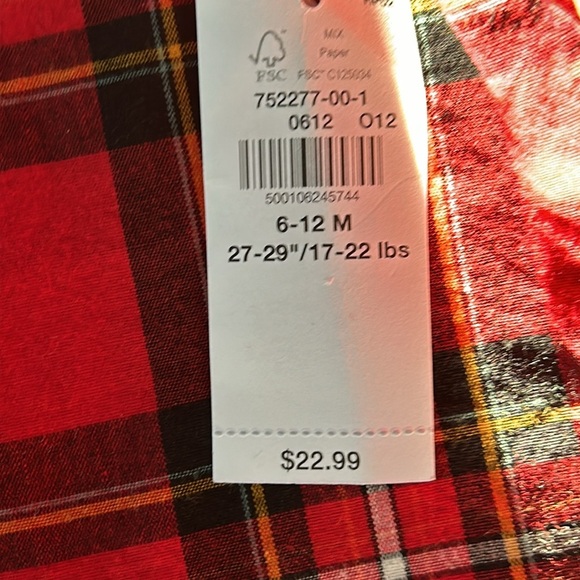 MIX
Paper
FSC FSC™ C125034
752277-00-1
0612 O12
500106245744
6-12 M
27-29"/17-22 lbs
$22.99